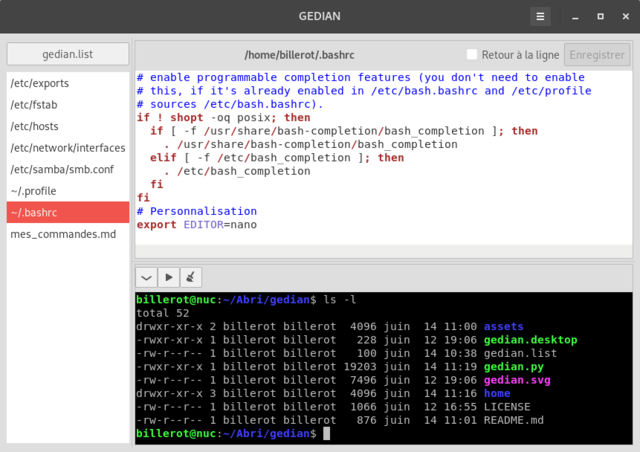 GEDIAN
gedian.list
/home/billerot/.bashrc
Retour à la ligne
Enregistrer
/etc/exports
/etc/fstab
/etc/hosts
/etc/network/interfaces
/etc/samba/smb.conf
~/.profile
~/.bashrc
mes_commandes.md
# enable programmable completion features (you don't need to enable
# this, if it's already enabled in /etc/bash.bashrc and /etc/profile
# sources /etc/bash.bashrc).
if ! shopt -oq posix; then
  if [ -f /usr/share/bash-completion/bash_completion ]; then
    . /usr/share/bash-completion/bash_completion
  elif [ -f /etc/bash_completion ]; then
    . /etc/bash_completion
  fi
fi
# Personnalisation
export EDITOR=nano
billerot@nuc:~/Abri/gedian$ ls -l
total 52
drwxr-xr-x 2 billerot billerot  4096 juin  14 11:00 assets
-rwxr-xr-x 1 billerot billerot   228 juin  12 19:06 gedian.desktop
-rw-r--r-- 1 billerot billerot   100 juin  14 10:38 gedian.list
-rwxr-xr-x 1 billerot billerot 19203 juin  14 11:19 gedian.py
-rw-r--r-- 1 billerot billerot  7496 juin  12 19:06 gedian.svg
drwxr-xr-x 3 billerot billerot  4096 juin  14 11:16 home
-rw-r--r-- 1 billerot billerot  1066 juin  12 16:55 LICENSE
-rw-r--r-- 1 billerot billerot   876 juin  14 11:01 README.md
billerot@nuc:~/Abri/gedian$